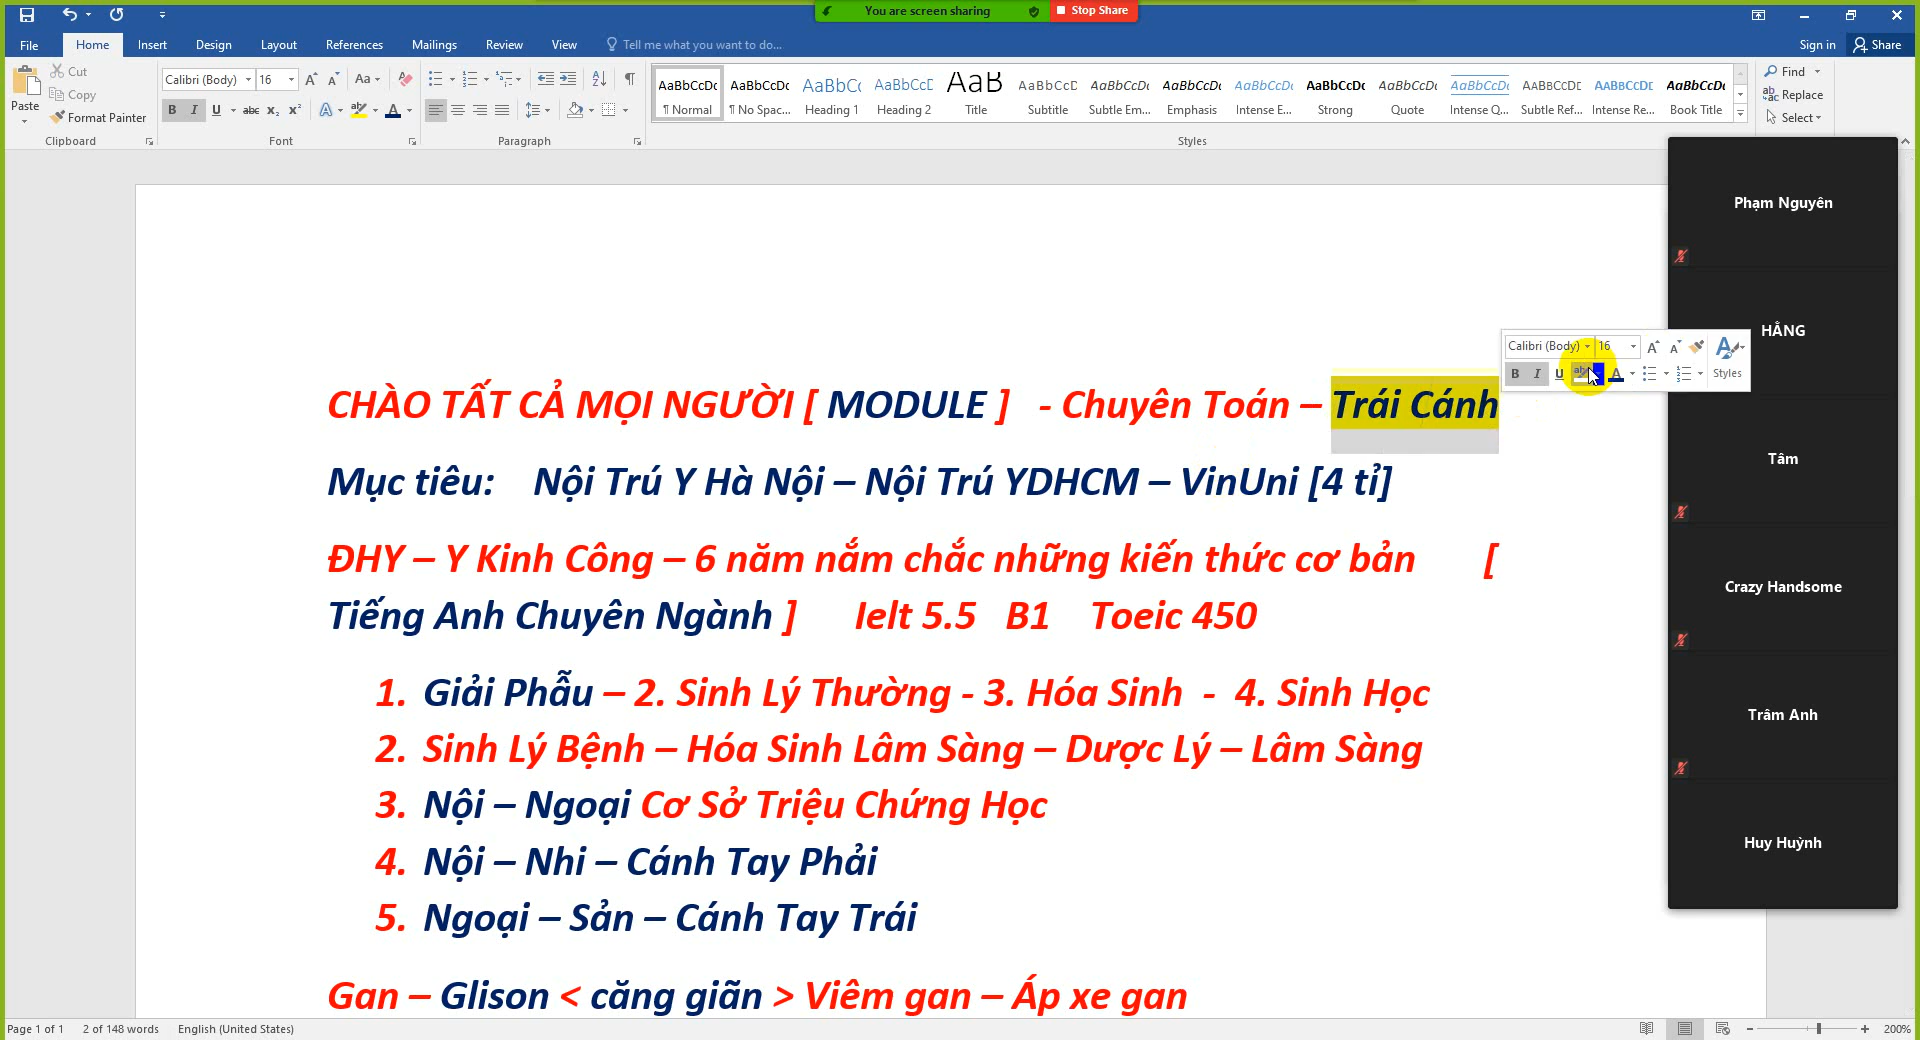 You are screen sharing
Stop Share
File Home Insert Design Layout References Mailings Review View Tell me what you want to do... Sign in Share
Paste
Cut
Copy
Format Painter
Clipboard
Calibri (Body) 16
Font
Paragraph
AaBbCcDc AaBbCcDc AaBbCc AaBbCcD AaB AaBbCcD AaBbCcDc AaBbCcDc AaBbCcDc AaBbCcDc AaBbCcDc AaBbCcDc AABBCCDD AABBCCDD AaBbCcDc
¶ Normal ¶ No Spac... Heading 1 Heading 2 Title Subtitle Subtle Em... Emphasis Intense E... Strong Quote Intense Q... Subtle Ref... Intense Re... Book Title
Styles
Find
Replace
Select
Phạm Nguyên
HẰNG
Tâm
Crazy Handsome
Trâm Anh
Huy Huỳnh
Calibri (Body) 16
Styles
CHÀO TẤT CẢ MỌI NGƯỜI [ MODULE ] - Chuyên Toán – Trái Cánh
Mục tiêu: Nội Trú Y Hà Nội – Nội Trú YDHCM – VinUni [4 tỉ]
ĐHY – Y Kinh Công – 6 năm nắm chắc những kiến thức cơ bản [
Tiếng Anh Chuyên Ngành ] Ielt 5.5 B1 Toeic 450
1. Giải Phẫu – 2. Sinh Lý Thường - 3. Hóa Sinh - 4. Sinh Học
2. Sinh Lý Bệnh – Hóa Sinh Lâm Sàng – Dược Lý – Lâm Sàng
3. Nội – Ngoại Cơ Sở Triệu Chứng Học
4. Nội – Nhi – Cánh Tay Phải
5. Ngoại – Sản – Cánh Tay Trái
Gan – Glison < căng giãn > Viêm gan – Áp xe gan
Page 1 of 1 2 of 148 words English (United States) 200%